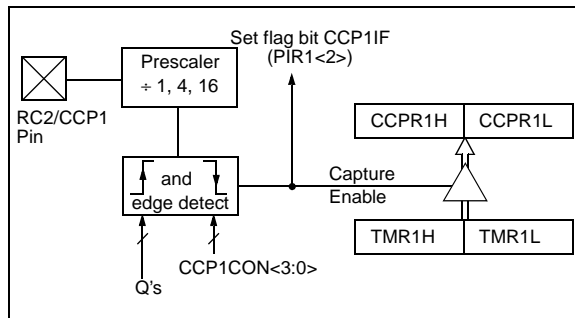 Set flag bit CCP1IF
(PIR1<2>)
Prescaler
÷ 1, 4, 16
RC2/CCP1
Pin
CCPR1H
CCPR1L
and
edge detect
Capture
Enable
TMR1H
TMR1L
CCP1CON<3:0>
Q's